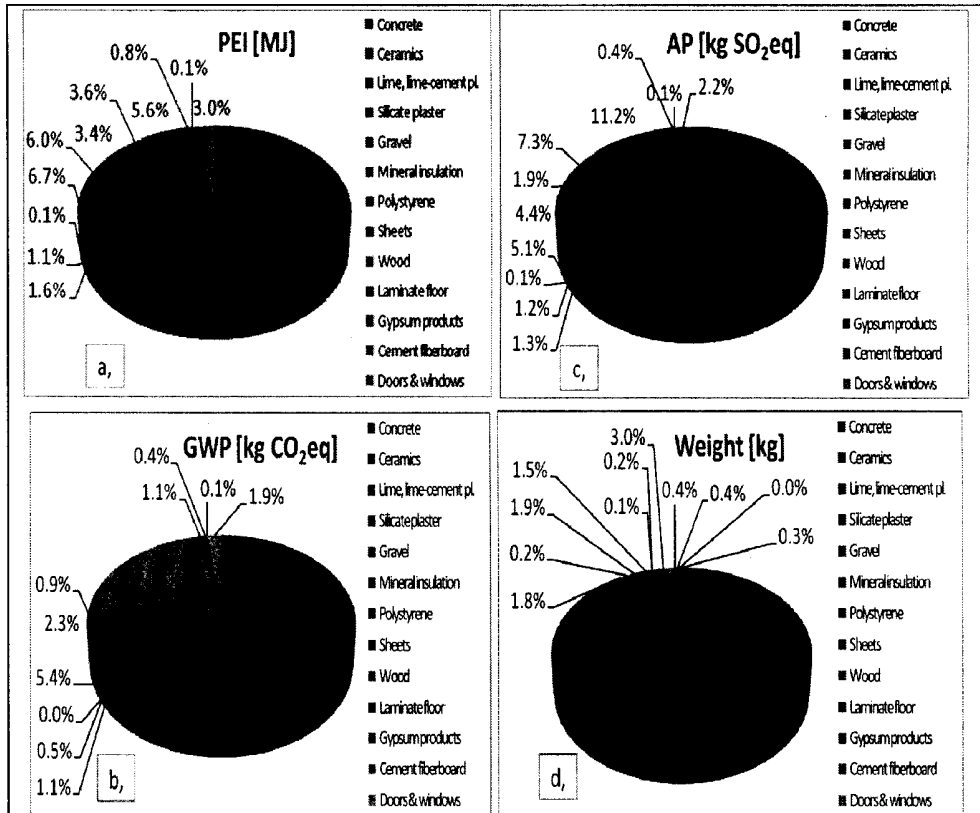 PEI [MJ]
0.8%
0.1%
3.6%
5.6%
3.0%
6.0%
3.4%
6.7%
0.1%
1.1%
1.6%
a,
Concrete
Ceramics
Lime, lime-cement pl.
Silicate plaster
Gravel
Mineral insulation
Polystyrene
Sheets
Wood
Laminate floor
Gypsum products
Cement fiberboard
Doors & windows
AP [kg SO₂eq]
0.4%
0.1%
2.2%
11.2%
7.3%
1.9%
4.4%
5.1%
0.1%
1.2%
1.3%
c,
Concrete
Ceramics
Lime, lime-cement pl.
Silicate plaster
Gravel
Mineral insulation
Polystyrene
Sheets
Wood
Laminate floor
Gypsum products
Cement fiberboard
Doors & windows
GWP [kg CO₂eq]
0.4%
1.1%
0.1%
1.9%
0.9%
2.3%
5.4%
0.0%
0.5%
1.1%
b,
Concrete
Ceramics
Lime, lime-cement pl.
Silicate plaster
Gravel
Mineral insulation
Polystyrene
Sheets
Wood
Laminate floor
Gypsum products
Cement fiberboard
Doors & windows
Weight [kg]
3.0%
0.2%
1.5%
0.0%
0.4%
0.4%
1.9%
0.1%
0.3%
0.2%
1.8%
d,
Concrete
Ceramics
Lime, lime-cement pl.
Silicate plaster
Gravel
Mineral insulation
Polystyrene
Sheets
Wood
Laminate floor
Gypsum products
Cement fiberboard
Doors & windows